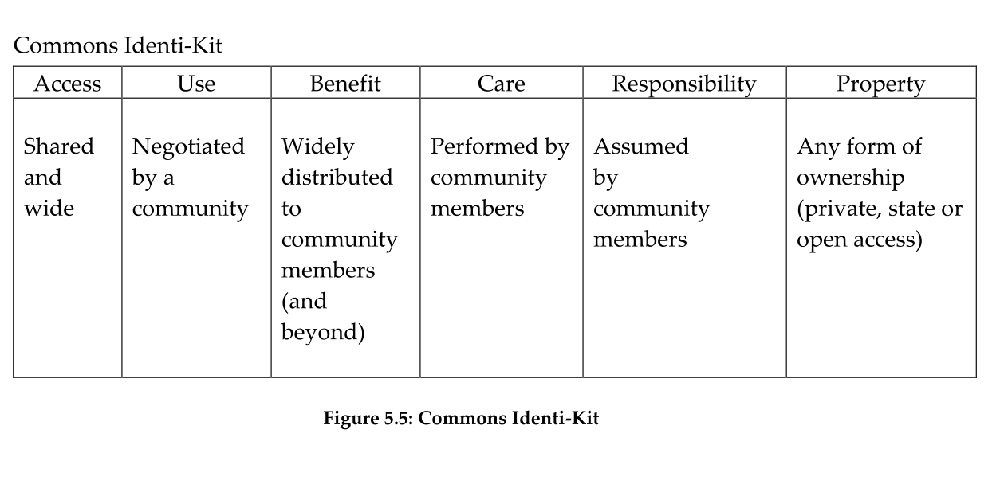 Commons Identi-Kit
Access
Use
Benefit
Care
Responsibility
Property
Shared
and
wide
Negotiated
by a
community
Widely
distributed
to
community
members
(and
beyond)
Performed by
community
members
Assumed
by
community
members
Any form of
ownership
(private, state or
open access)
Figure 5.5: Commons Identi-Kit